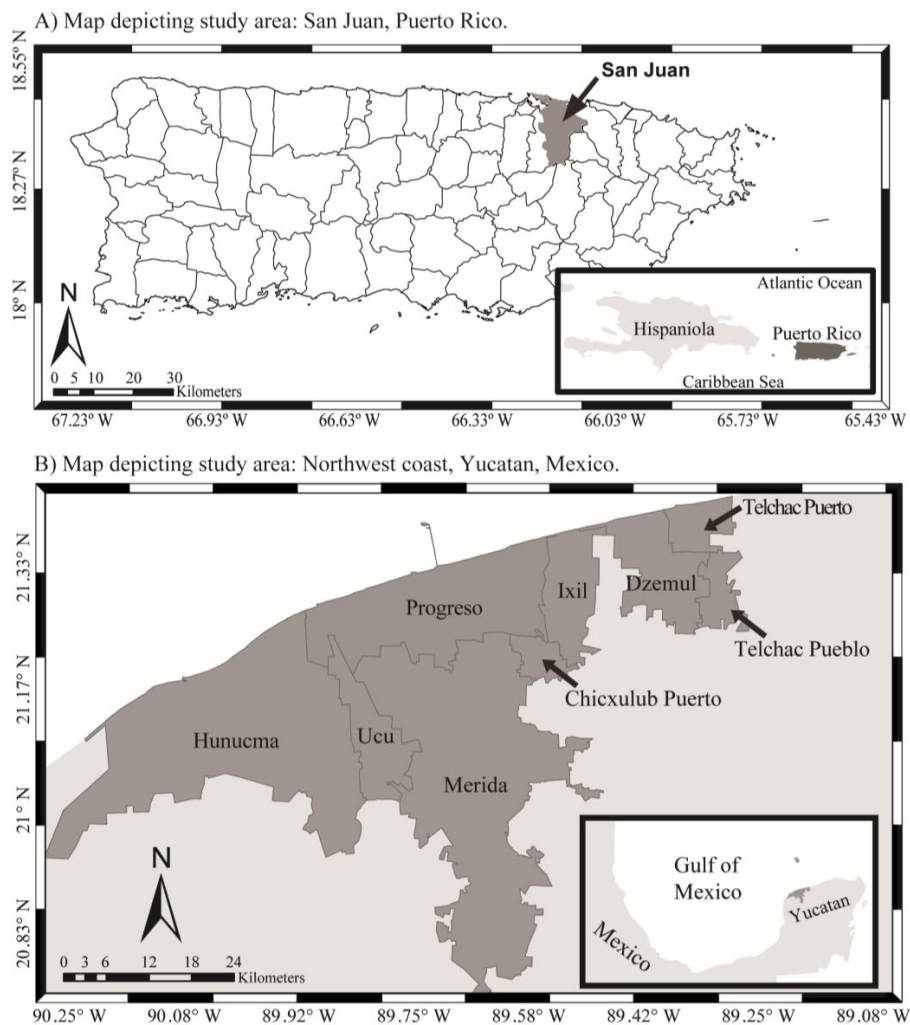 A) Map depicting study area: San Juan, Puerto Rico.
18.55° N
San Juan
18.27° N
Atlantic Ocean
Hispaniola
Puerto Rico
Caribbean Sea
18° N
N
0 5 10 20 30
Kilometers
67.23° W 66.93° W 66.63° W 66.33° W 66.03° W 65.73° W 65.43° W
B) Map depicting study area: Northwest coast, Yucatan, Mexico.
Telchac Puerto
21.33° N
Ixil
Dzemul
Progreso
Telchac Pueblo
21.17° N
Chicxulub Puerto
Hunucma
Ucu
Merida
21° N
N
Gulf of
Mexico
Yucatan
Mexico
20.83° N
0 3 6 12 18 24
Kilometers
90.25° W 90.08° W 89.92° W 89.75° W 89.58° W 89.42° W 89.25° W 89.08° W